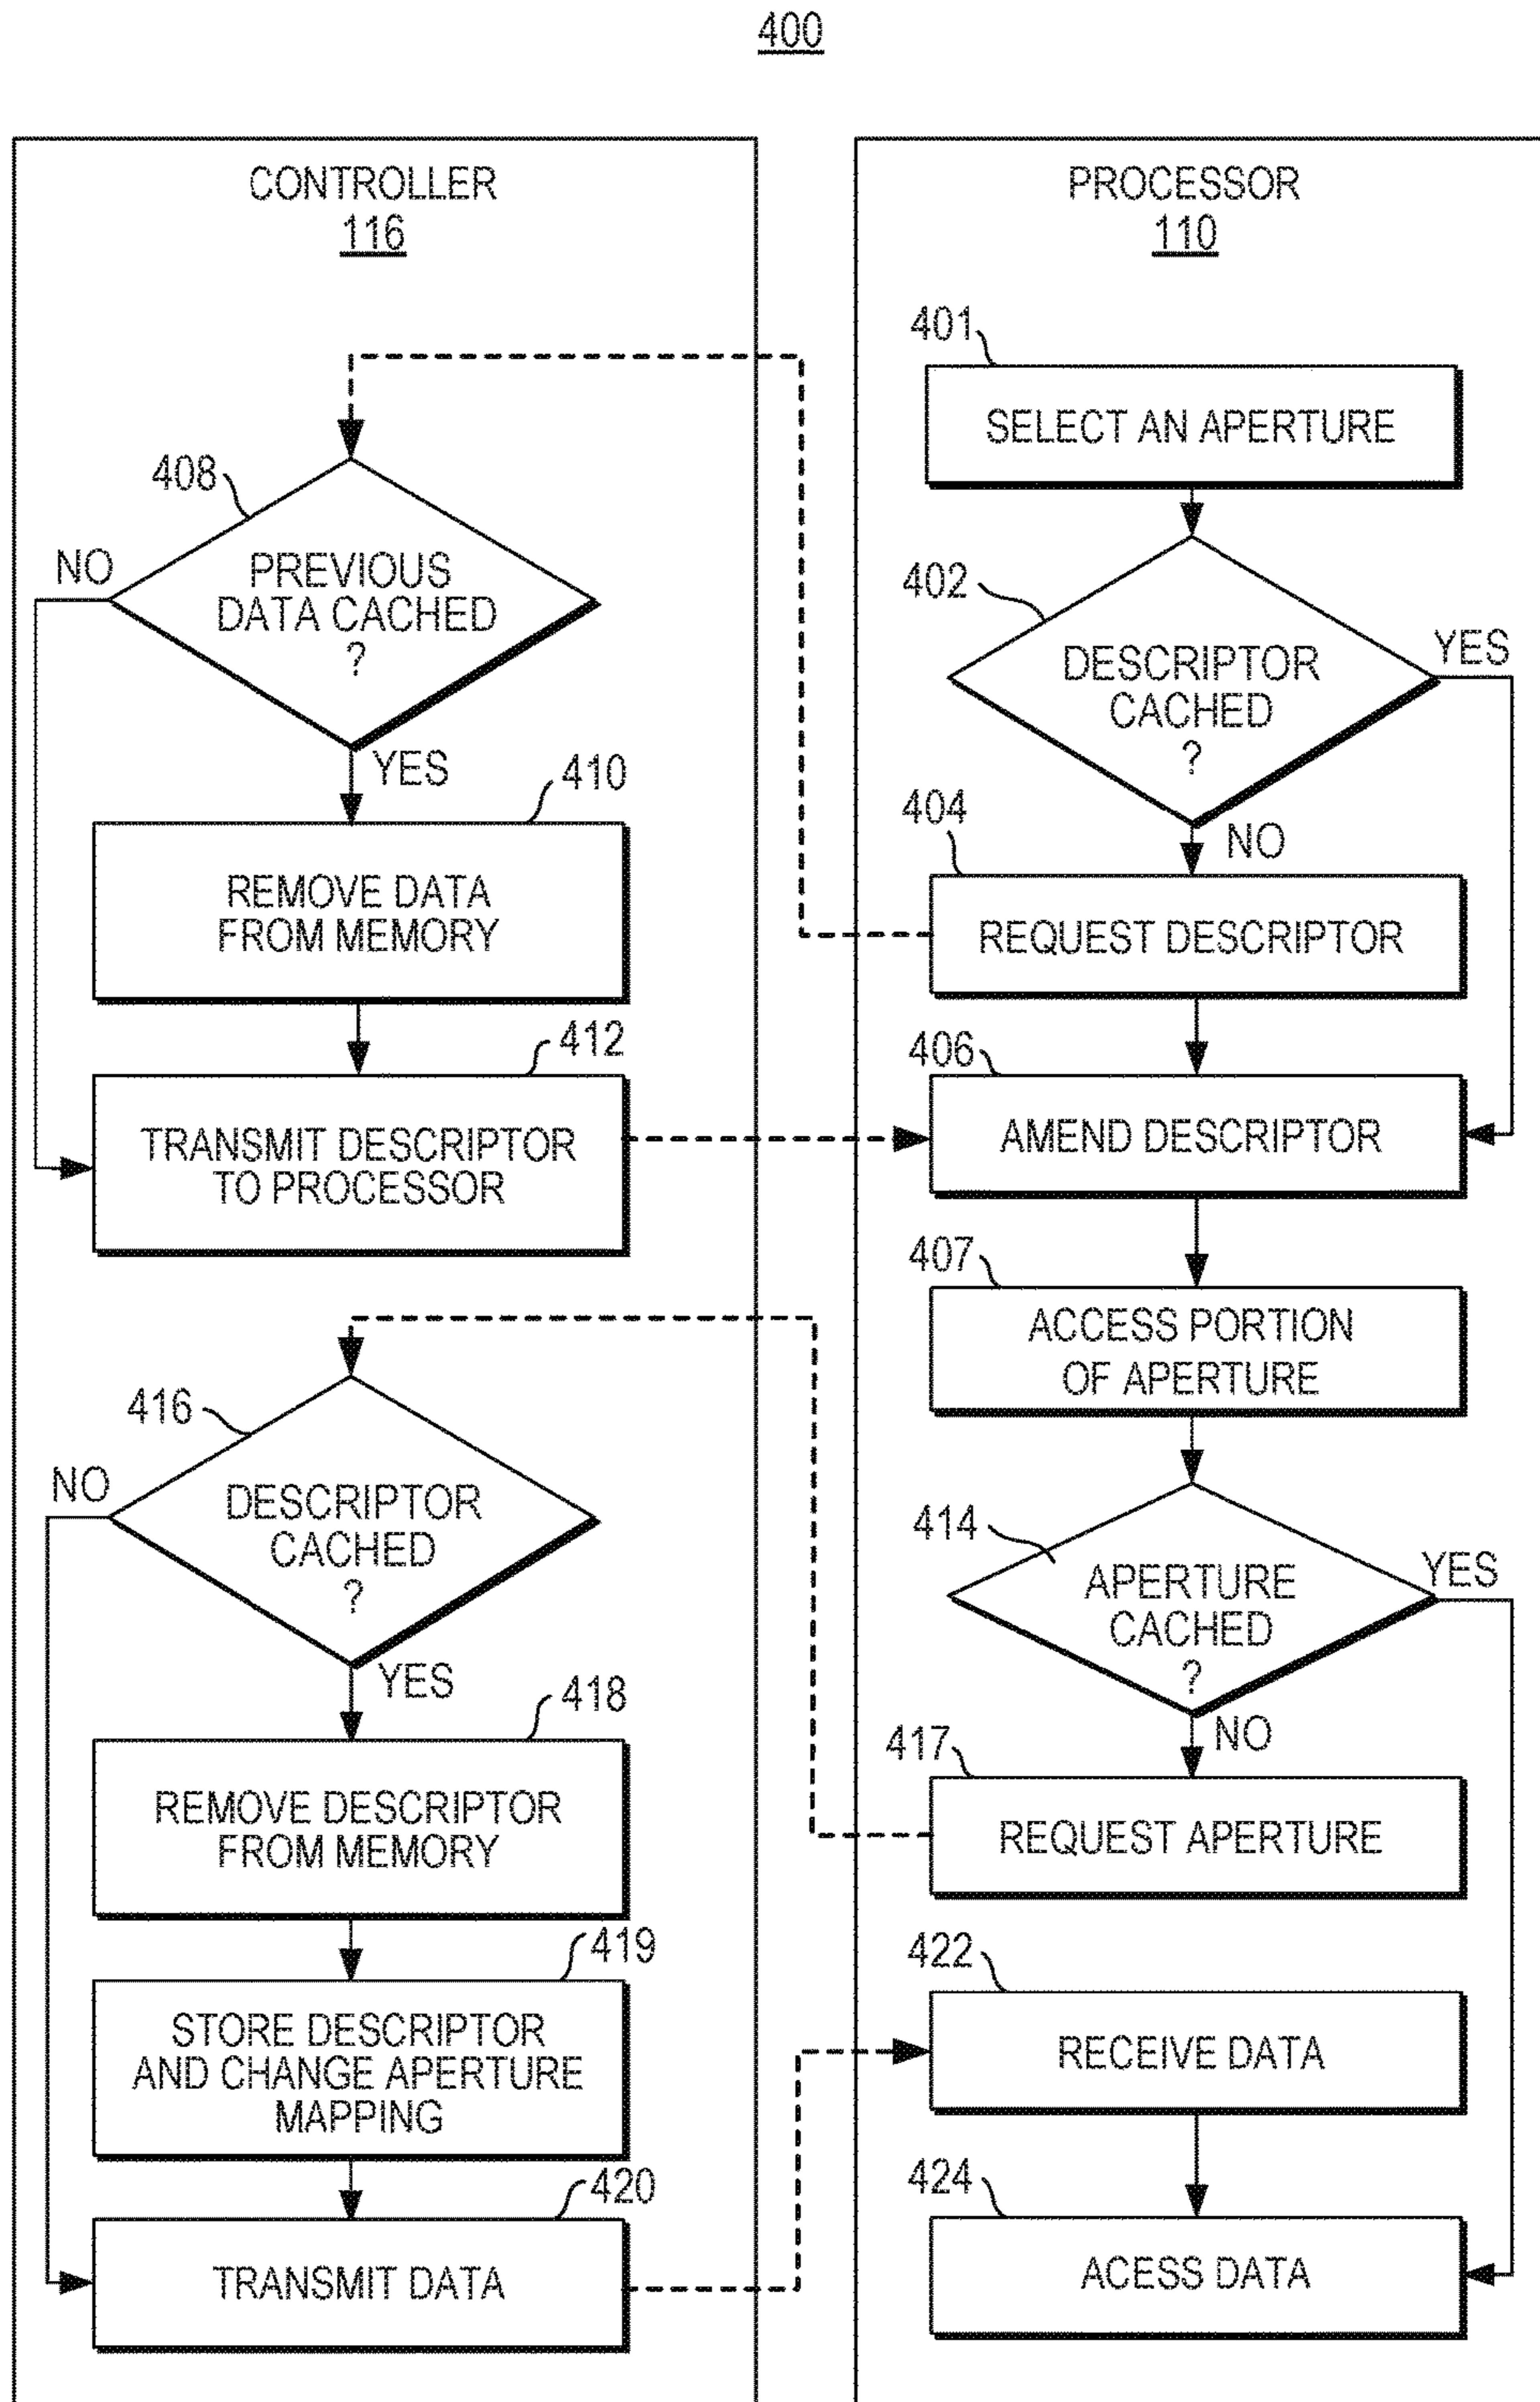 400
CONTROLLER
116
408
NO
PREVIOUS
DATA CACHED
?
YES
410
REMOVE DATA
FROM MEMORY
412
TRANSMIT DESCRIPTOR
TO PROCESSOR
416
NO
DESCRIPTOR
CACHED
?
YES
418
REMOVE DESCRIPTOR
FROM MEMORY
419
STORE DESCRIPTOR
AND CHANGE APERTURE
MAPPING
420
TRANSMIT DATA
PROCESSOR
110
401
SELECT AN APERTURE
402
DESCRIPTOR
CACHED
?
YES
NO
404
REQUEST DESCRIPTOR
406
AMEND DESCRIPTOR
407
ACCESS PORTION
OF APERTURE
414
APERTURE
CACHED
?
YES
NO
417
REQUEST APERTURE
422
RECEIVE DATA
424
ACESS DATA